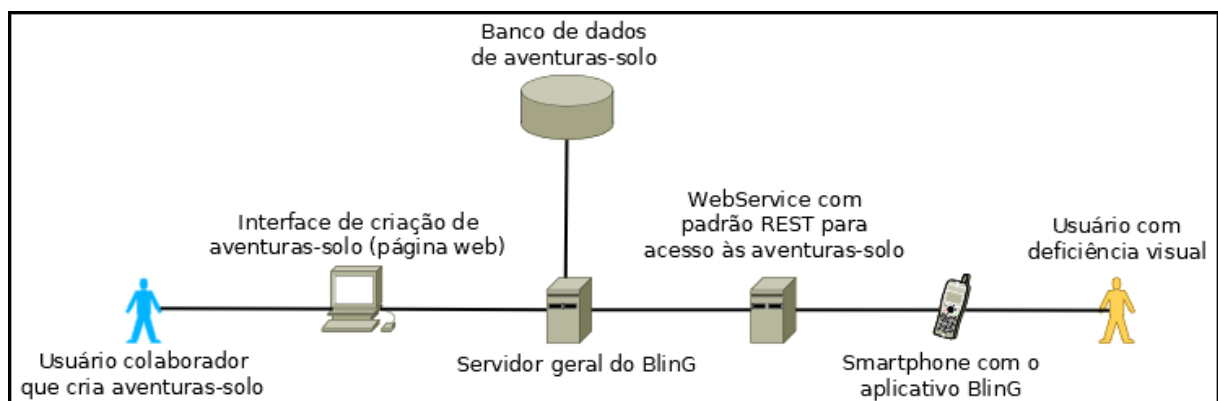 Banco de dados
de aventuras-solo
Interface de criação de
aventuras-solo (página web)
WebService com
padrão REST para
acesso às aventuras-solo
Usuário com
deficiência visual
Usuário colaborador
que cria aventuras-solo
Servidor geral do BlinG
Smartphone com o
aplicativo BlinG